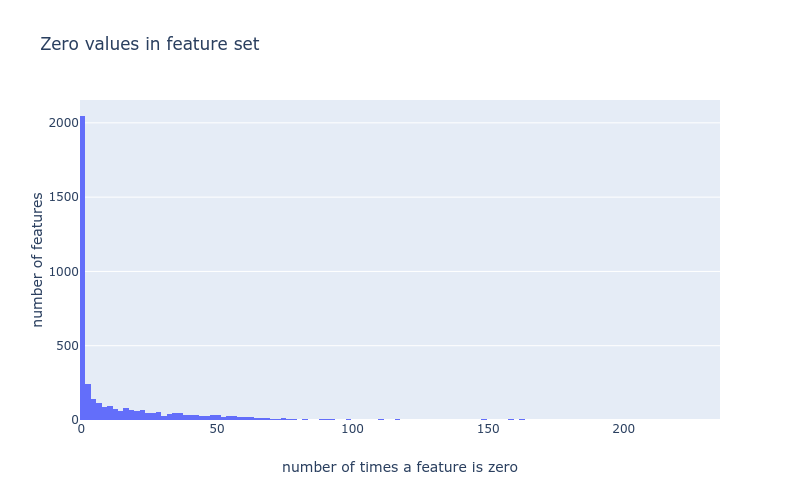 Zero values in feature set
number of features
2000
1500
1000
500
0
0 50 100 150 200
number of times a feature is zero